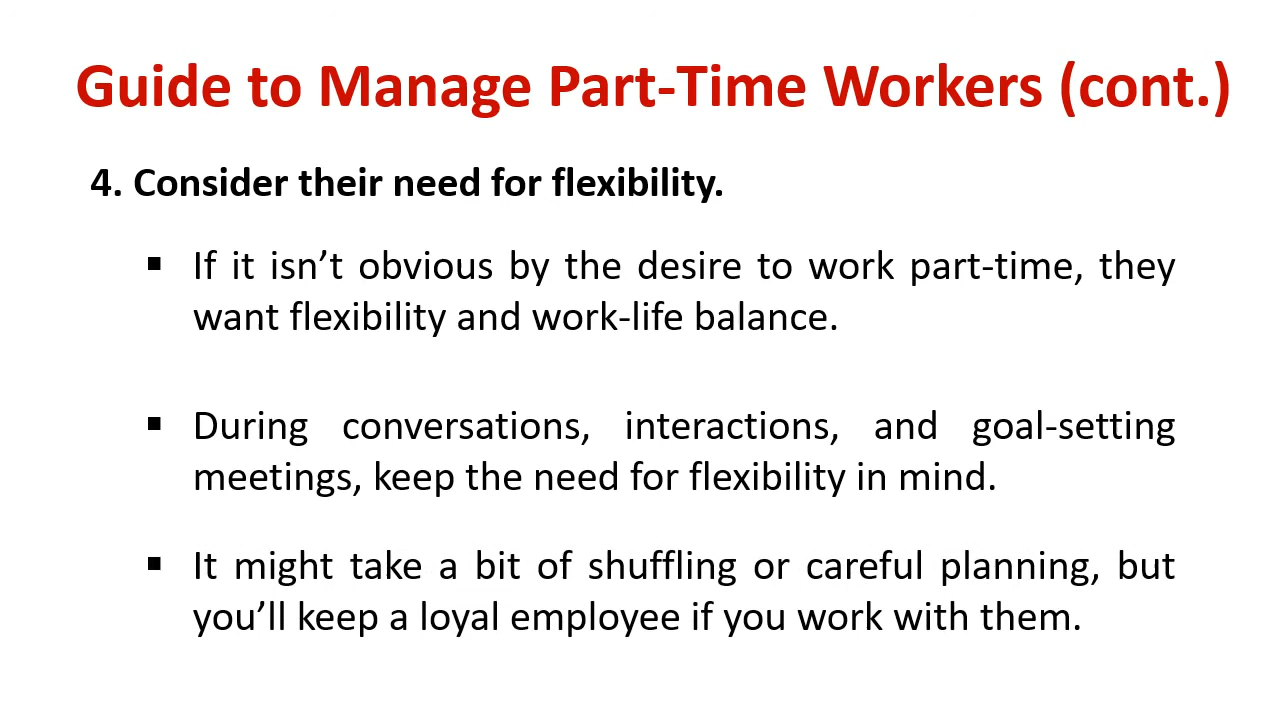 Guide to Manage Part-Time Workers (cont.)
4. Consider their need for flexibility.
▪ If it isn’t obvious by the desire to work part-time, they
want flexibility and work-life balance.
▪ During conversations, interactions, and goal-setting
meetings, keep the need for flexibility in mind.
▪ It might take a bit of shuffling or careful planning, but
you’ll keep a loyal employee if you work with them.